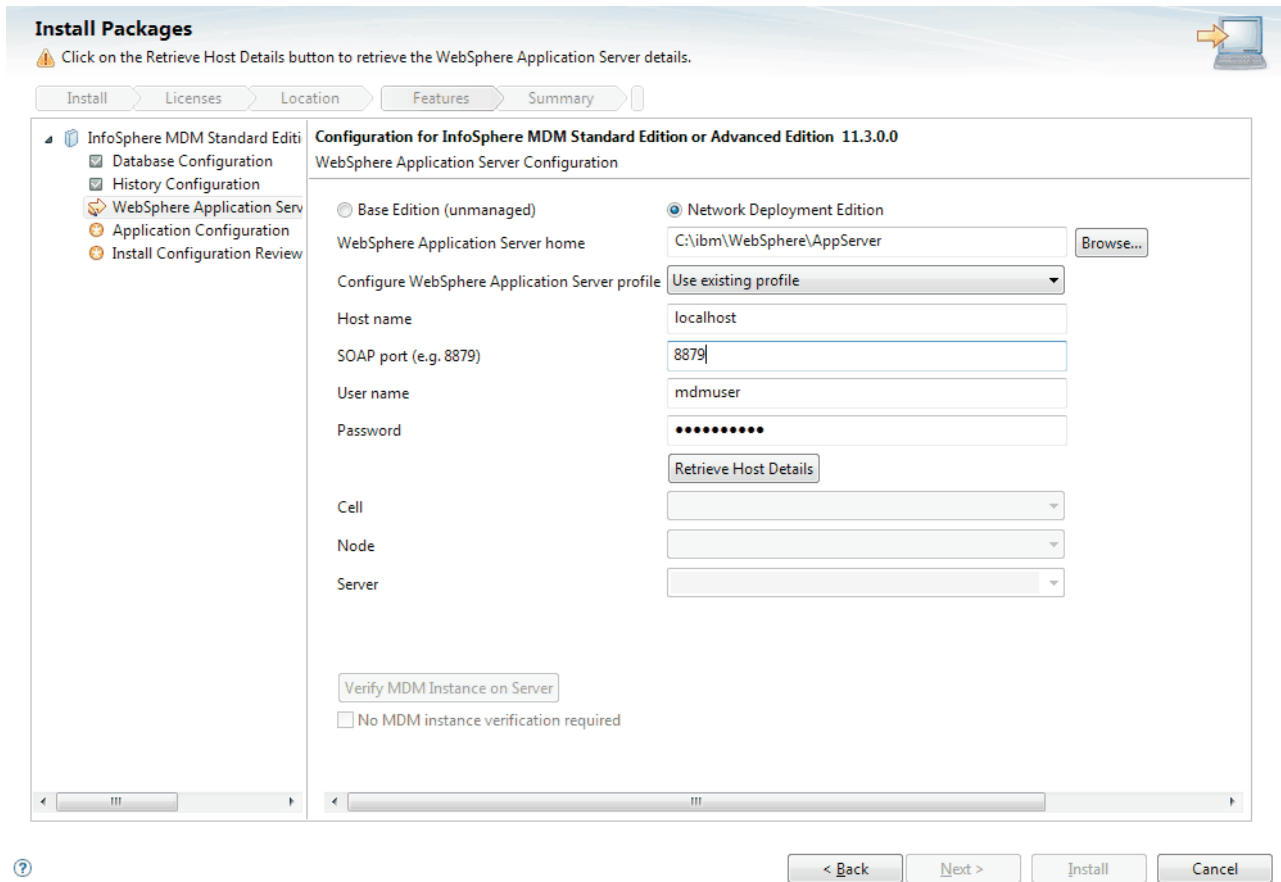 Install Packages
Click on the Retrieve Host Details button to retrieve the WebSphere Application Server details.
Install Licenses Location Features Summary
InfoSphere MDM Standard Editi
Database Configuration
History Configuration
WebSphere Application Serv
Application Configuration
Install Configuration Review
Configuration for InfoSphere MDM Standard Edition or Advanced Edition 11.3.0.0
WebSphere Application Server Configuration
Base Edition (unmanaged) Network Deployment Edition
WebSphere Application Server home C:\ibm\WebSphere\AppServer Browse...
Configure WebSphere Application Server profile Use existing profile
Host name localhost
SOAP port (e.g. 8879) 8879
User name mdmuser
Password ••••••••••
Retrieve Host Details
Cell
Node
Server
Verify MDM Instance on Server
No MDM instance verification required
? < Back Next > Install Cancel